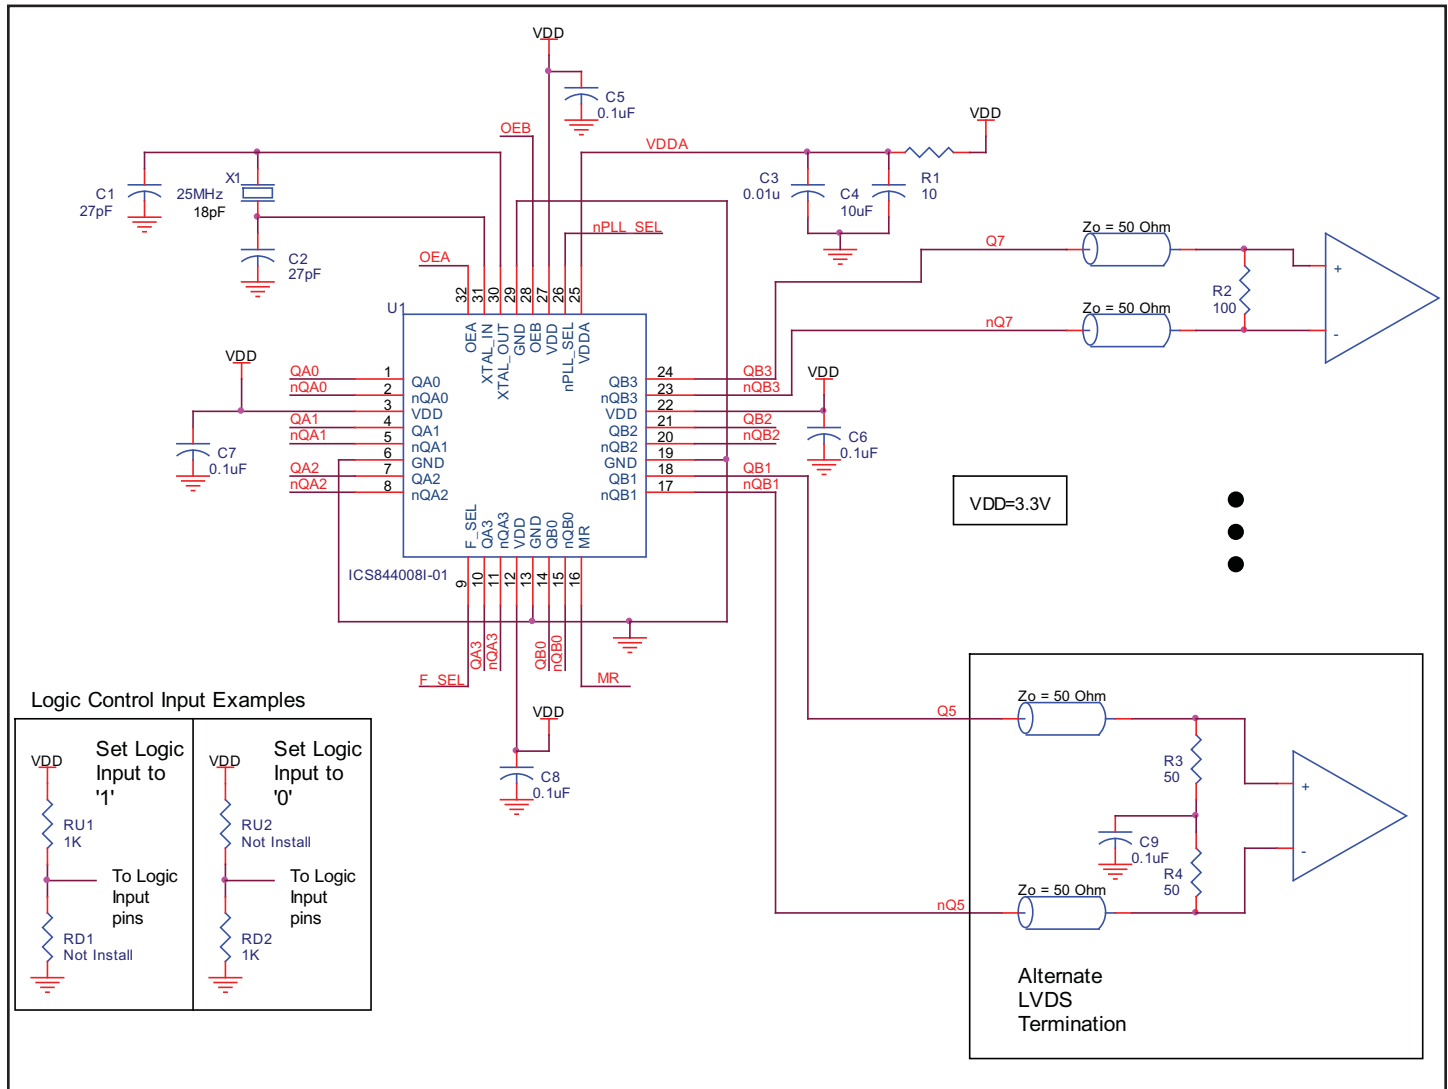 VDD
C5
0.1uF
OEB
VDDA
VDD
C1
27pF
X1
25MHz
18pF
C2
27pF
C3
0.01u
C4
10uF
R1
10
nPLL_SEL
OEA
Q7
Zo = 50 Ohm
R2
100
+
-
nQ7
Zo = 50 Ohm
U1
32
31
30
29
28
27
26
25
OEA
XTAL_IN
XTAL_OUT
GND
OEB
VDD
nPLL_SEL
VDDA
VDD
QA0
1
QA0
nQA0
2
nQA0
3
VDD
QA1
4
QA1
nQA1
5
nQA1
6
GND
QA2
7
QA2
nQA2
8
nQA2
C7
0.1uF
QB3
24
QB3
nQB3
23
nQB3
VDD
22
QB2
21
QB2
nQB2
20
nQB2
GND
19
QB1
18
QB1
nQB1
17
nQB1
VDD
C6
0.1uF
VDD=3.3V
F_SEL
QA3
nQA3
VDD
GND
QB0
nQB0
MR
ICS844008I-01
9
10
11
12
13
14
15
16
QA3
nQA3
QB0
nQB0
F_SEL
MR
VDD
C8
0.1uF
Logic Control Input Examples
VDD
Set Logic
Input to
'1'
RU1
1K
To Logic
Input
pins
RD1
Not Install
VDD
Set Logic
Input to
'0'
RU2
Not Install
To Logic
Input
pins
RD2
1K
Q5
Zo = 50 Ohm
R3
50
C9
0.1uF
R4
50
+
-
nQ5
Zo = 50 Ohm
Alternate
LVDS
Termination